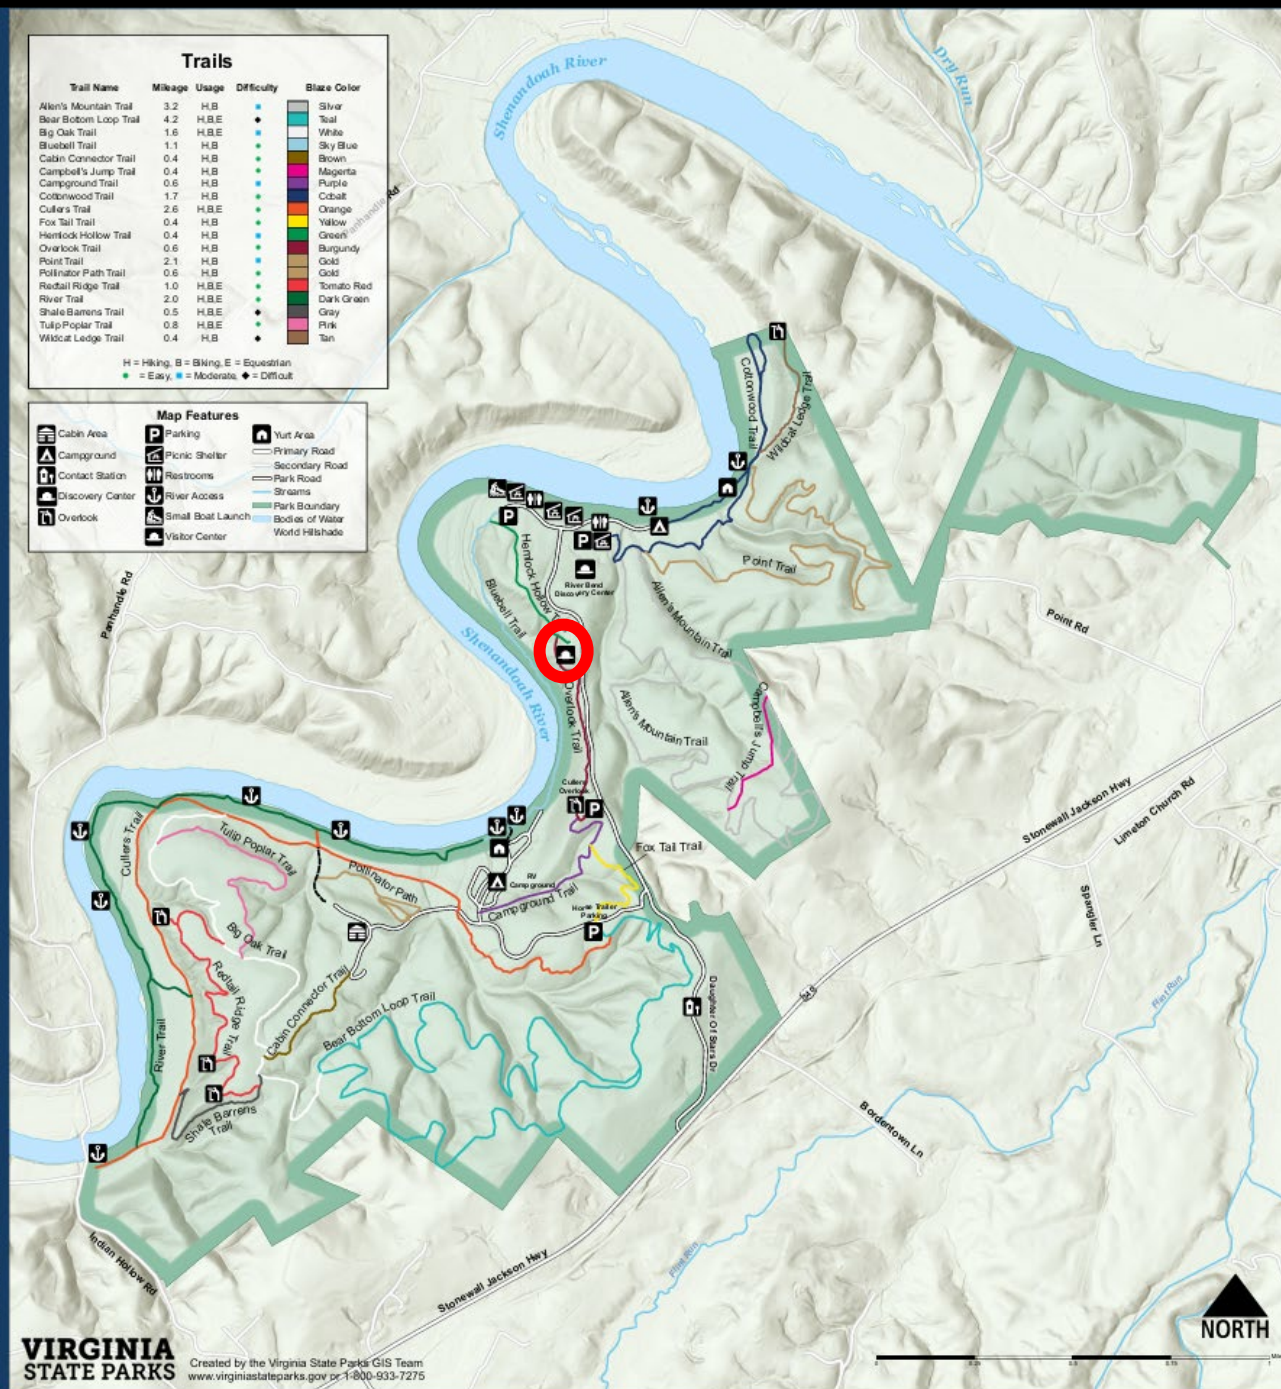 Trails
Trail Name Mileage Usage Difficulty Blaze Color
Allen's Mountain Trail 3.2 H,B Silver
Bear Bottom Loop Trail 4.2 H,B,E Teal
Big Oak Trail 1.6 H,B,E White
Bluebell Trail 1.1 H,B Sky Blue
Cabin Connector Trail 0.4 H,B Brown
Campbell's Jump Trail 0.4 H,B Magenta
Campground Trail 0.6 H,B Purple
Cottonwood Trail 1.7 H,B Cobalt
Cullers Trail 2.6 H,B,E Orange
Fox Tail Trail 0.4 H,B Yellow
Hemlock Hollow Trail 0.4 H,B Green
Overlook Trail 0.6 H,B Burgundy
Point Trail 2.1 H,B Gold
Pollinator Path Trail 0.6 H,B Gold
Redtail Ridge Trail 1.0 H,B,E Tomato Red
River Trail 2.0 H,B,E Dark Green
Shale Barrens Trail 0.5 H,B,E Gray
Tulip Poplar Trail 0.8 H,B,E Pink
Wildcat Ledge Trail 0.4 H,B Tan
H = Hiking, B = Biking, E = Equestrian
= Easy, = Moderate, = Difficult
Map Features
Cabin Area
Campground
Contact Station
Discovery Center
Overlook
P Parking
Picnic Shelter
Restrooms
River Access
Small Boat Launch
Visitor Center
Yurt Area
Primary Road
Secondary Road
Park Road
Streams
Park Boundary
Bodies of Water
World Hillshade
Shenandoah River
Dry Run
Panhandle Rd
Cottonwood Trail
Wildcat Ledge Trail
P
P
Hemlock Hollow T
River Bend
Discovery Center
Point Trail
Bluebell Trail
Allen's Mountain Trail
Point Rd
Panhandle Rd
Shenandoah River
Overlook Trail
Allen's Mountain Trail
Campbell's Jump Trail
Cullers
Overlook
P
Stonewall Jackson Hwy
Limeton Church Rd
Cullers Trail
Tulip Poplar Trail
Pollinator Path
Fox Tail Trail
RV
Campground
Campground Trail
Horse Trailer
Parking
P
Spangler Ln
Big Oak Trail
Redtail Ridge Trail
Cabin Connector Trail
Bear Bottom Loop Trail
Daughter Of Stars Dr
Flint Run
River Trail
Shale Barrens
Trail
Bordentown Ln
Indian Hollow Rd
Stonewall Jackson Hwy
Flint Run
NORTH
VIRGINIA
STATE PARKS
Created by the Virginia State Parks GIS Team
www.virginiastateparks.gov or 1-800-933-7275
0 0.25 0.5 0.75 1